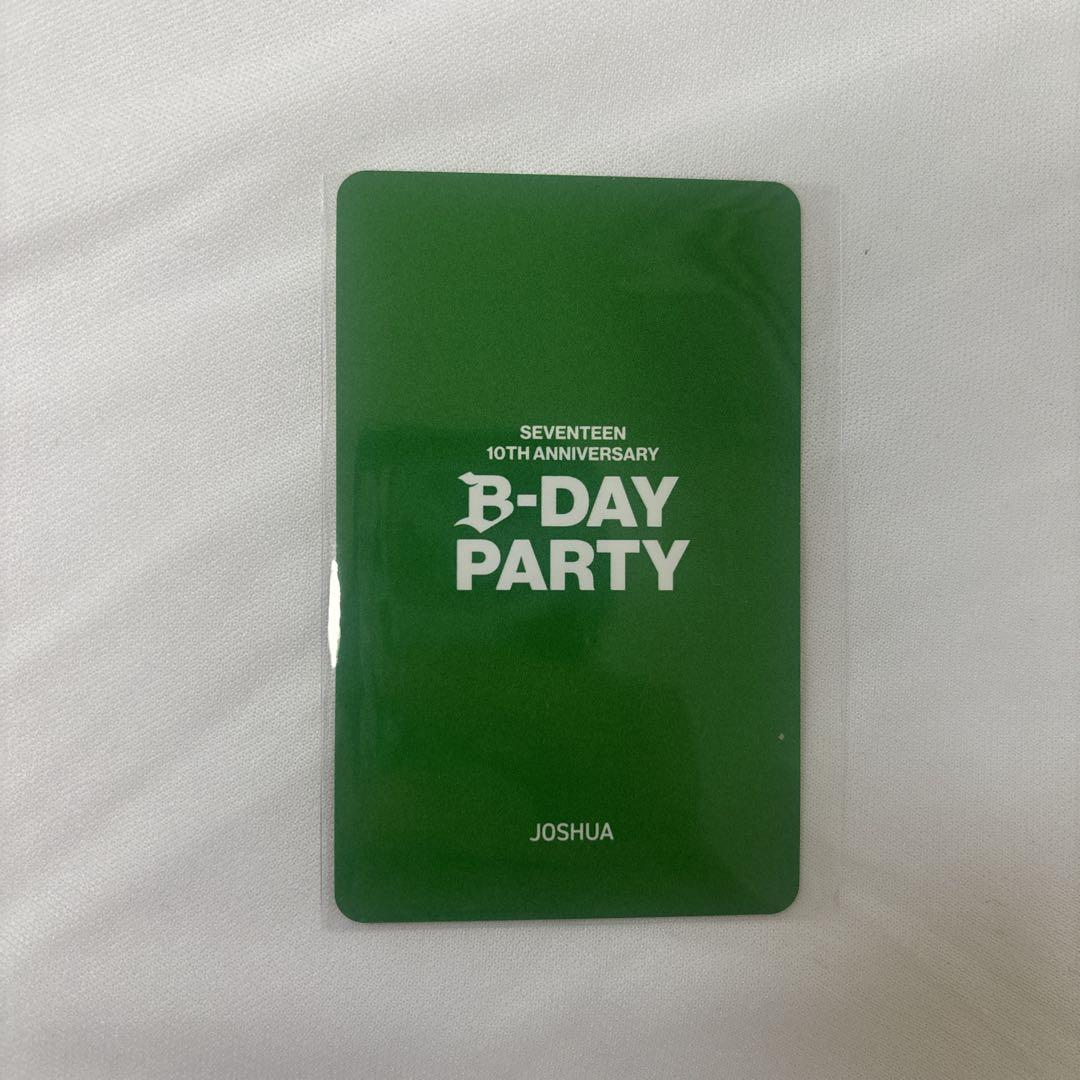 SEVENTEEN
10TH ANNIVERSARY
B-DAY
PARTY
JOSHUA